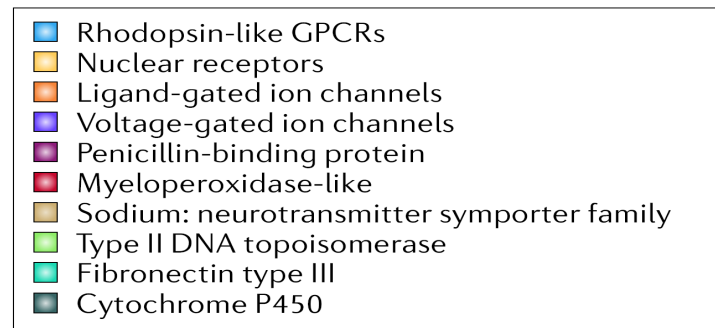 Rhodopsin-like GPCRs
Nuclear receptors
Ligand-gated ion channels
Voltage-gated ion channels
Penicillin-binding protein
Myeloperoxidase-like
Sodium: neurotransmitter symporter family
Type II DNA topoisomerase
Fibronectin type III
Cytochrome P450